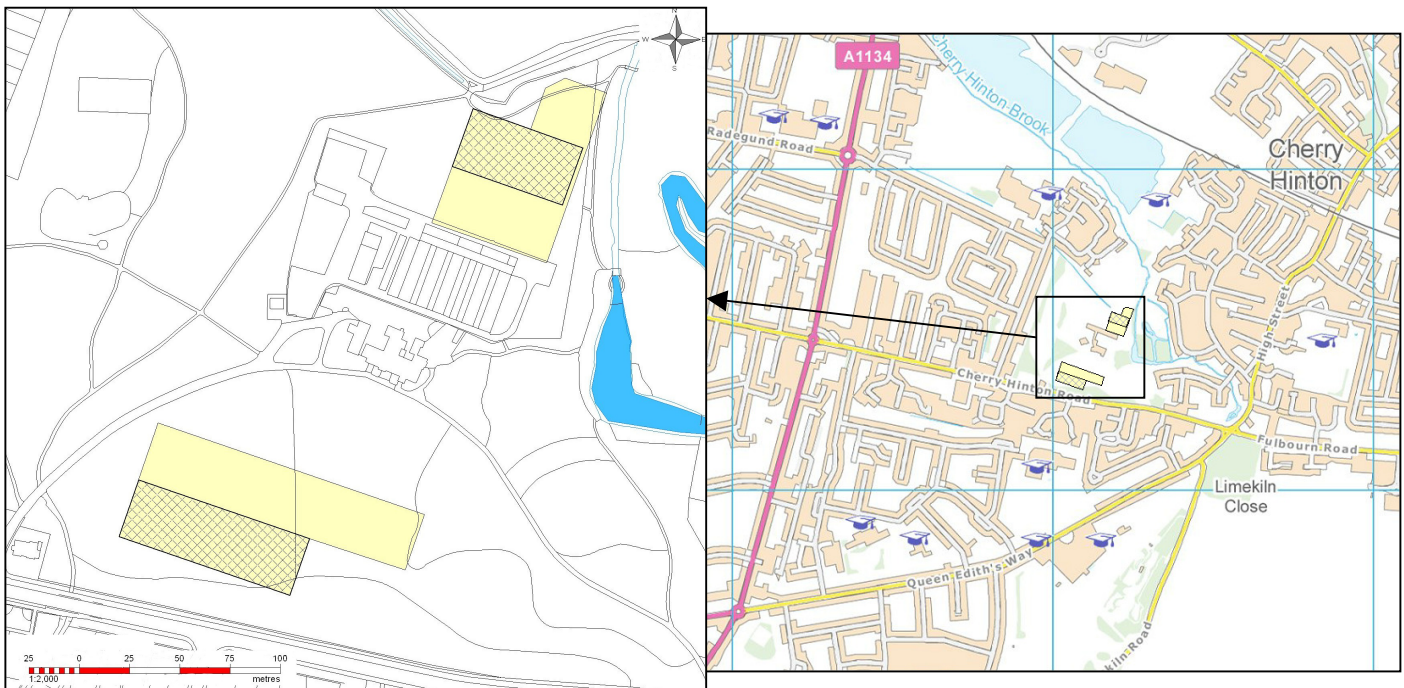 N
W
E
S
25 0 25 50 75 100
1:2,000 metres
A1134
Cherry Hinton Brook
Radegund Road
Cherry
Hinton
High Street
Cherry Hinton Road
Fulbourn Road
Limekiln
Close
Queen Edith's Way
kiln Road